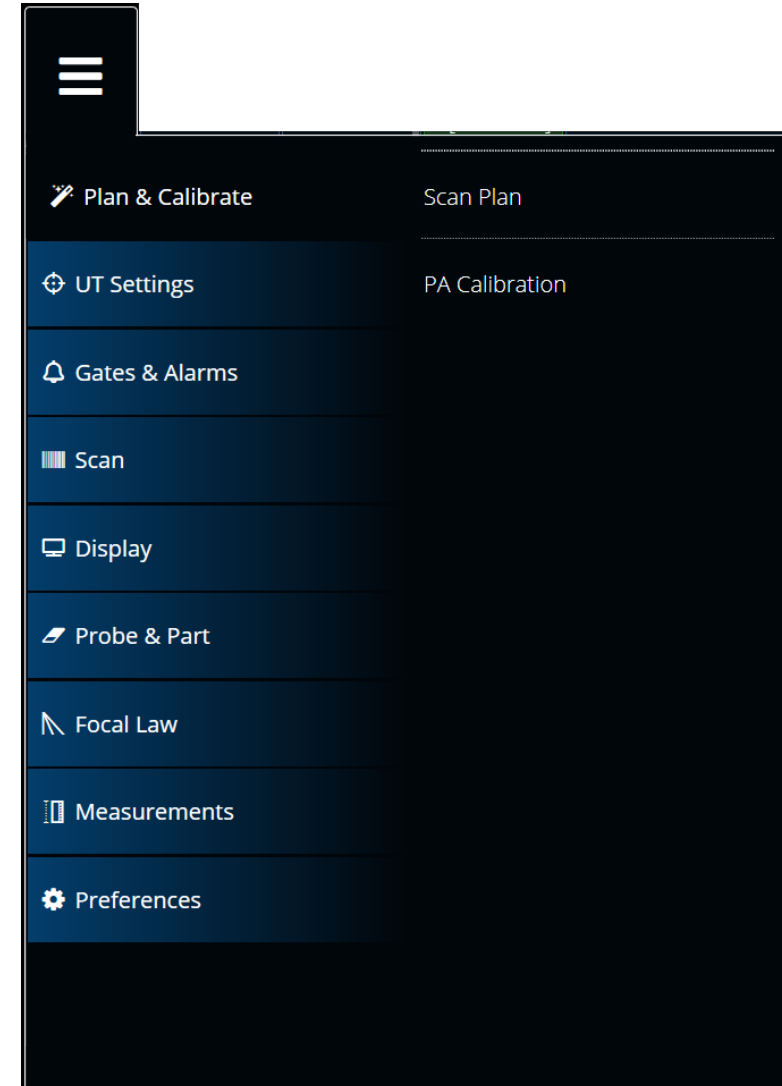 Plan & Calibrate
Scan Plan
UT Settings
PA Calibration
Gates & Alarms
Scan
Display
Probe & Part
Focal Law
Measurements
Preferences